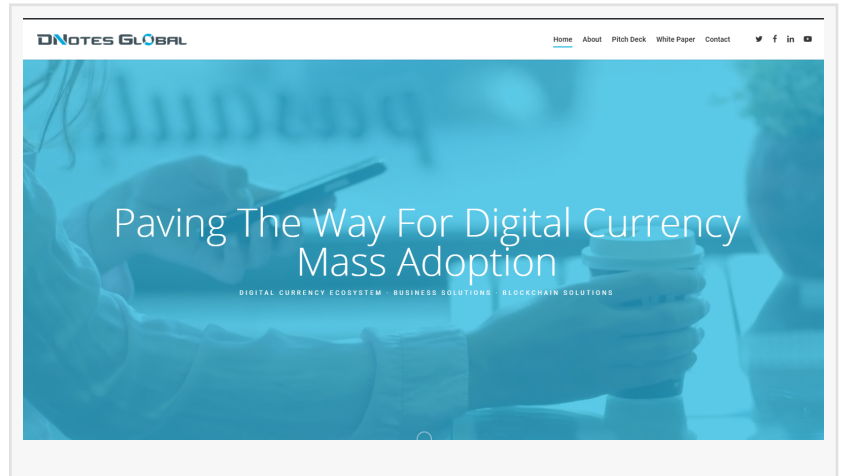 DNOTES GLOBAL
Home About Pitch Deck White Paper Contact
Paving The Way For Digital Currency
Mass Adoption
DIGITAL CURRENCY ECOSYSTEM · BUSINESS SOLUTIONS · BLOCKCHAIN SOLUTIONS